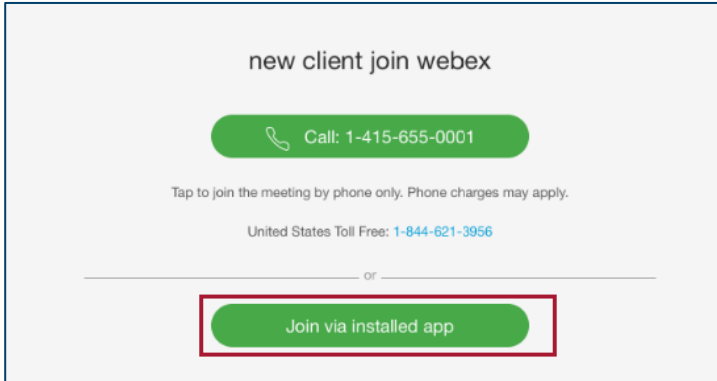 new client join webex
Call: 1-415-655-0001
Tap to join the meeting by phone only. Phone charges may apply.
United States Toll Free: 1-844-621-3956
or
Join via installed app